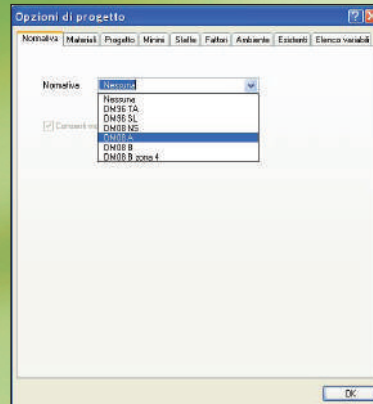 Opzioni di progetto
Normativa Materiali Progetto Minimi Staffe Fattori Ambiente Esistenti Elenco variabili
Normativa Nessuna
Nessuna
DM96 TA
DM96 SL
DM08 NS
DM08 A
DM08 B
DM08 B zona 4
OK